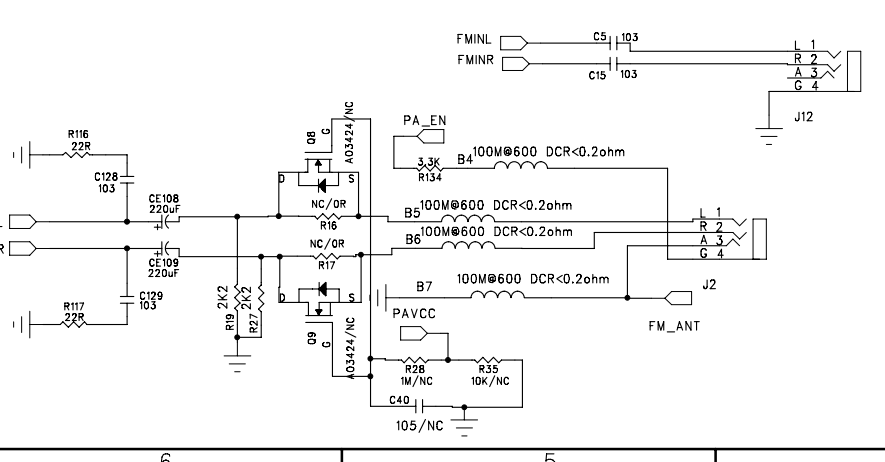 FMINL
C5
103
L 1
FMINR
R 2
C15
103
A 3
G 4
J12
PA_EN
R116
22R
Q8
G
AO3424/NC
100M@600 DCR<0.2ohm
3.3K
B4
R134
C128
103
D
S
CE108
220uF
NC/0R
B5
100M@600 DCR<0.2ohm
L 1
R16
R 2
R
NC/0R
B6
100M@600 DCR<0.2ohm
A 3
CE109
220uF
R17
G 4
B7
100M@600 DCR<0.2ohm
J2
C129
103
2K2
2K2
D
S
R117
22R
R19
R27
PAVCC
FM_ANT
Q9
G
AO3424/NC
R28
1M/NC
R35
10K/NC
C40
105/NC
6
5